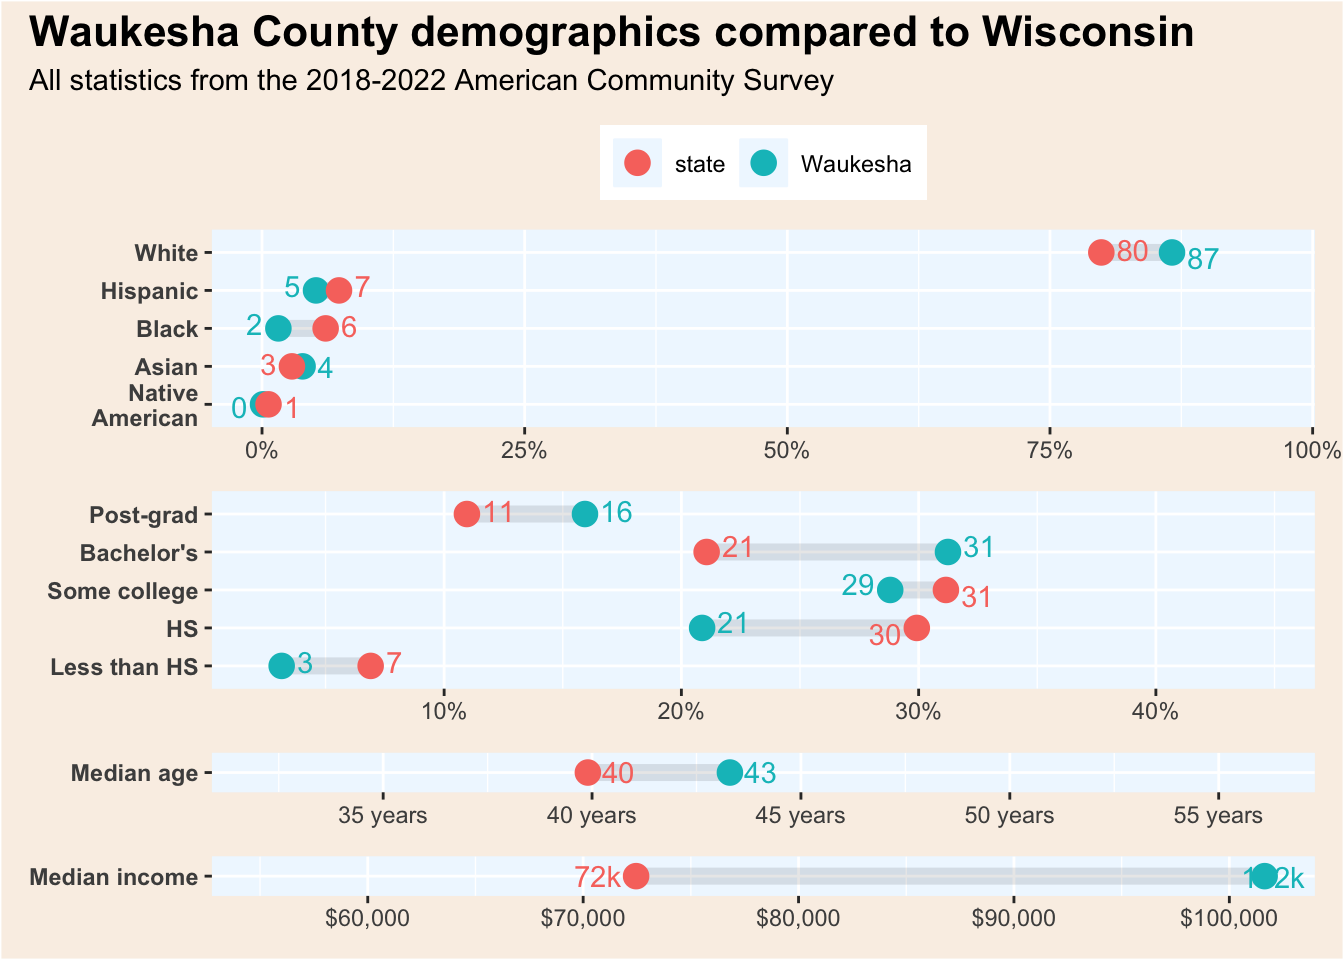 Waukesha County demographics compared to Wisconsin
All statistics from the 2018-2022 American Community Survey
state Waukesha
White 80 87
Hispanic 5 7
Black 2 6
Asian 3 4
Native
American 0 1
0% 25% 50% 75% 100%
Post-grad 11 16
Bachelor's 21 31
Some college 29 31
HS 21 30
Less than HS 3 7
10% 20% 30% 40%
Median age 40 43
35 years 40 years 45 years 50 years 55 years
Median income 72k
$60,000 $70,000 $80,000 $90,000 $100,000